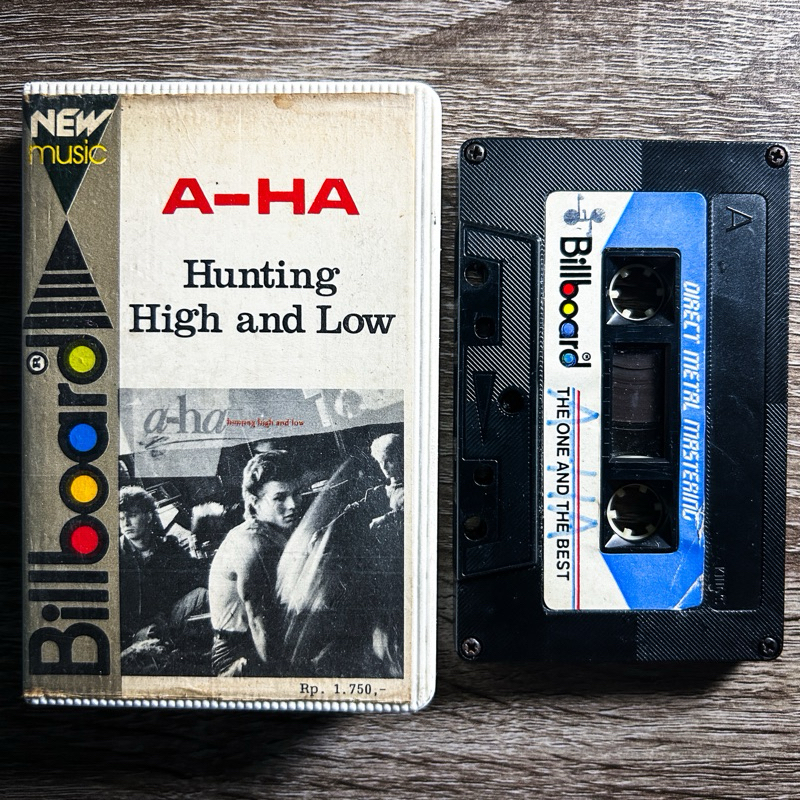 NEW
music
Billboard®
A-HA
Hunting
High and Low
a-ha hunting high and low
Rp. 1.750,-
A
Billboard®
THE ONE AND THE BEST
DIRECT METAL MASTERING
A-HA